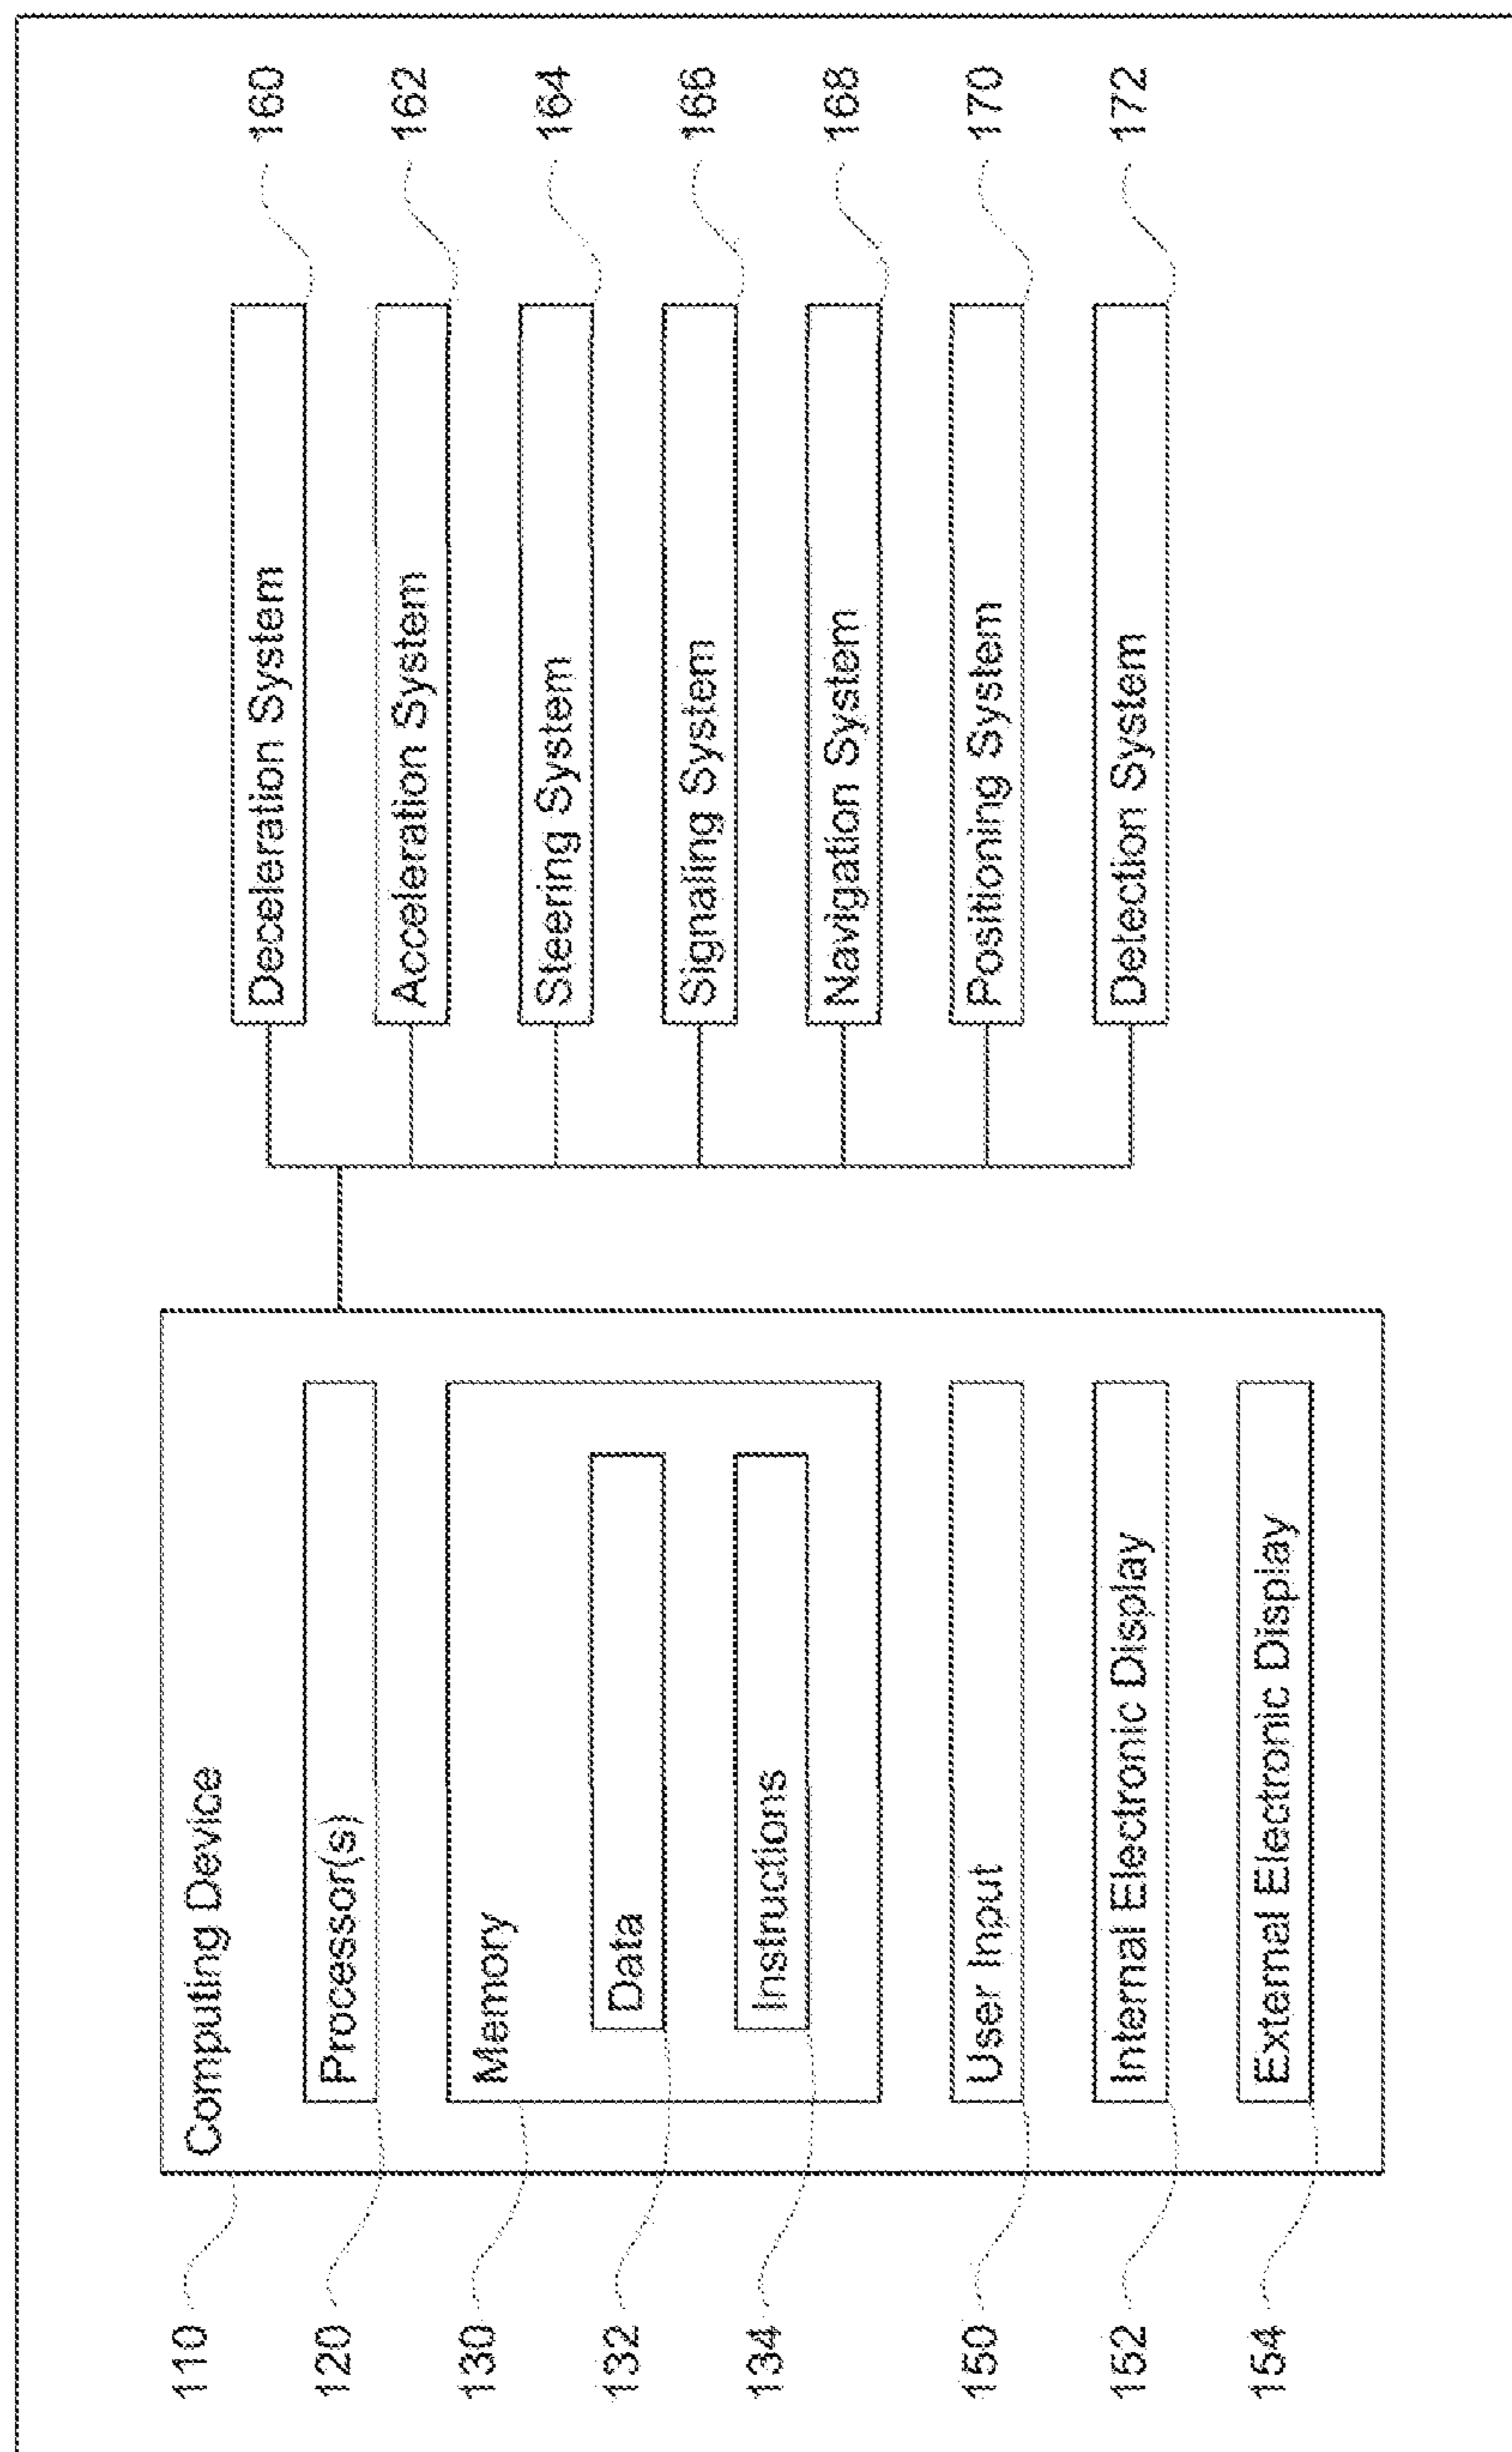 110
Computing Device
120
Processor(s)
130
Memory
132
Data
134
Instructions
150
User Input
152
Internal Electronic Display
154
External Electronic Display
Deceleration System
160
Acceleration System
162
Steering System
164
Signaling System
166
Navigation System
168
Positioning System
170
Detection System
172